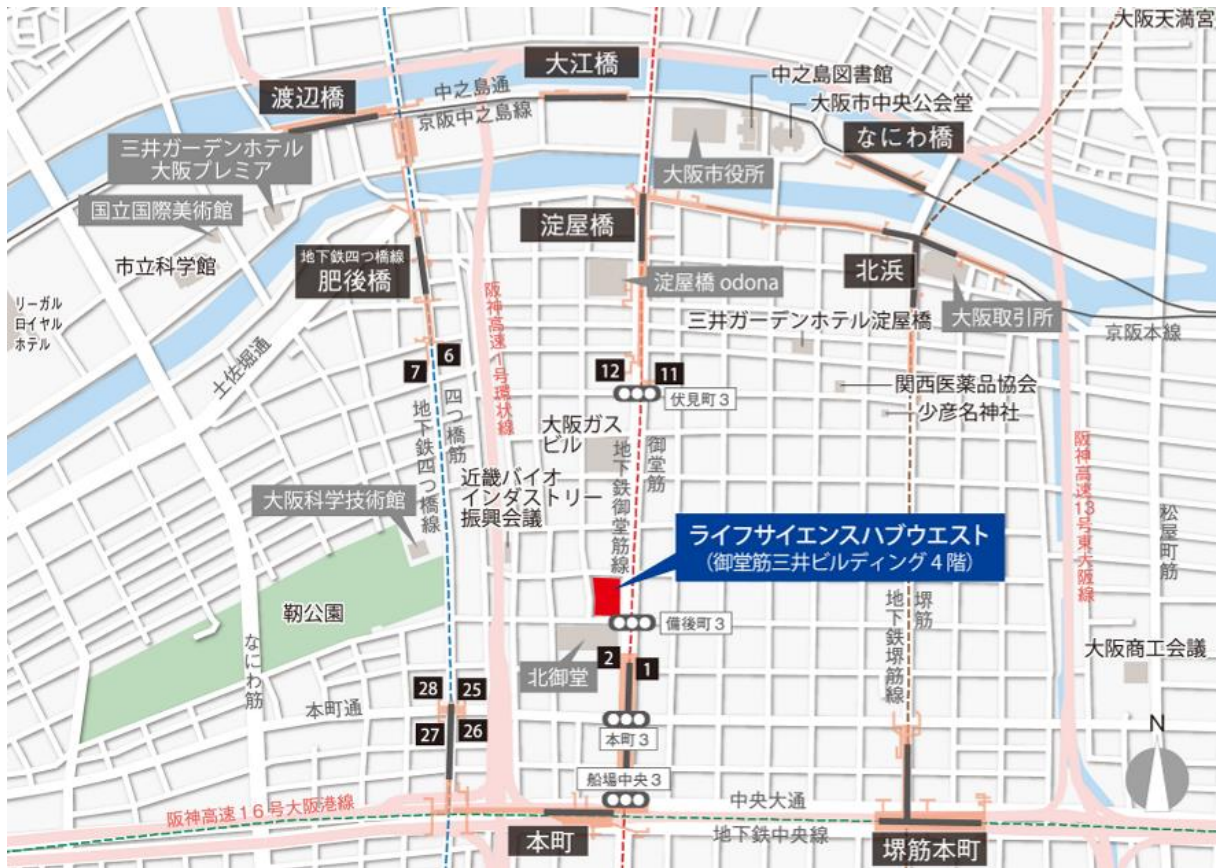 大阪天満宮
大江橋
中之島図書館
渡辺橋
中之島通
京阪中之島線
大阪市中央公会堂
なにわ橋
三井ガーデンホテル
大阪プレミア
大阪市役所
国立国際美術館
淀屋橋
地下鉄四つ橋線
肥後橋
北浜
市立科学館
淀屋橋 odona
リーガル
ロイヤル
ホテル
阪神高速1号環状線
三井ガーデンホテル淀屋橋
大阪取引所
京阪本線
土佐堀通
7
6
12
11
伏見町3
関西医薬品協会
少彦名神社
四つ橋筋
地下鉄四つ橋線
大阪ガス
ビル
御堂筋
地下鉄御堂筋線
阪神高速13号東大阪線
近畿バイオ
インダストリー
振興会議
大阪科学技術館
松屋町筋
ライフサイエンスハブウエスト
(御堂筋三井ビルディング4階)
靭公園
備後町3
堺筋
地下鉄堺筋線
なにわ筋
2
1
北御堂
大阪商工会議
28
25
本町通
27
26
本町3
N
船場中央3
阪神高速16号大阪港線
中央大通
本町
地下鉄中央線
堺筋本町